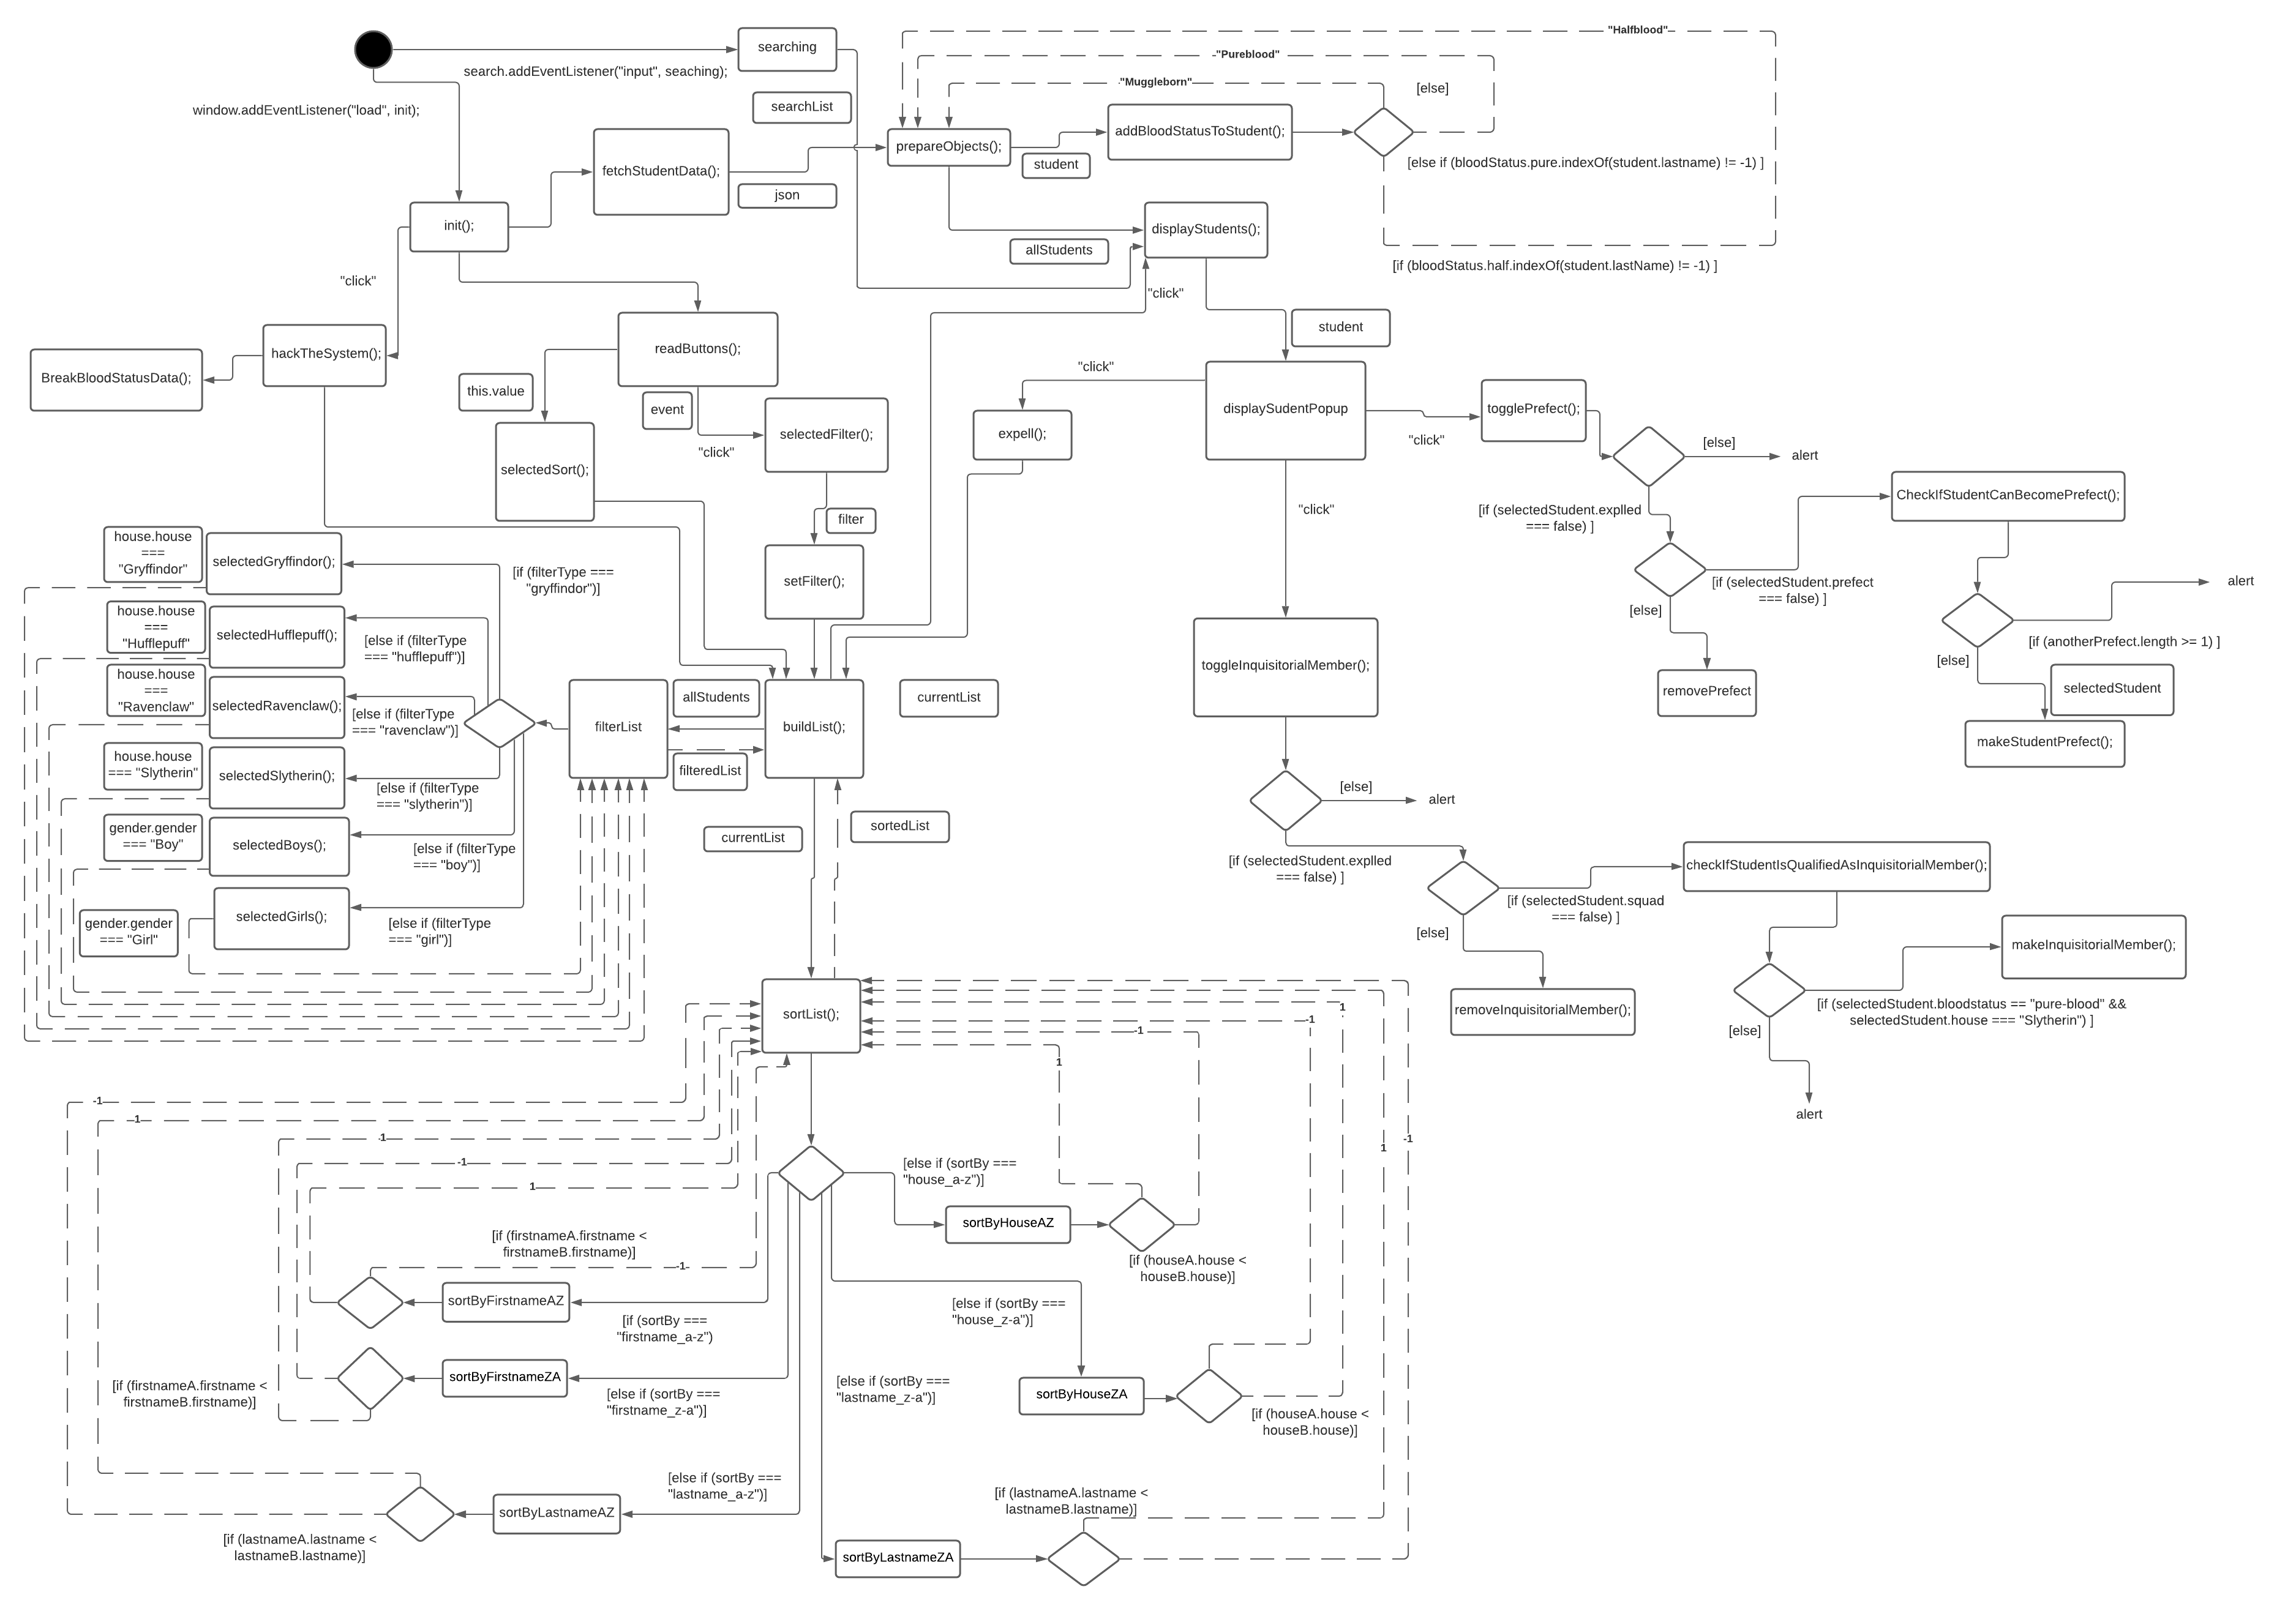 "Halfblood"
searching
"Pureblood"
search.addEventListener("input", seaching);
"Muggleborn"
[else]
window.addEventListener("load", init);
searchList
prepareObjects();
addBloodStatusToStudent();
fetchStudentData();
student
[else if (bloodStatus.pure.indexOf(student.lastname) != -1) ]
json
init();
displayStudents();
allStudents
[if (bloodStatus.half.indexOf(student.lastName) != -1) ]
"click"
"click"
student
hackTheSystem();
readButtons();
BreakBloodStatusData();
"click"
this.value
event
displaySudentPopup
togglePrefect();
selectedFilter();
expell();
"click"
"click"
[else]
alert
selectedSort();
CheckIfStudentCanBecomePrefect();
"click"
[if (selectedStudent.explled
=== false) ]
filter
house.house
===
"Gryffindor"
selectedGryffindor();
[if (filterType ===
"gryffindor")]
setFilter();
[if (selectedStudent.prefect
=== false) ]
alert
[else]
house.house
===
"Hufflepuff"
selectedHufflepuff();
[else if (filterType
=== "hufflepuff")]
[if (anotherPrefect.length >= 1) ]
[else]
toggleInquisitorialMember();
removePrefect
selectedStudent
house.house
===
"Ravenclaw"
selectedRavenclaw();
[else if (filterType
=== "ravenclaw")]
filterList
allStudents
buildList();
currentList
makeStudentPrefect();
house.house
=== "Slytherin"
selectedSlytherin();
[else if (filterType
=== "slytherin")]
filteredList
[else]
alert
gender.gender
=== "Boy"
selectedBoys();
[else if (filterType
=== "boy")]
currentList
sortedList
[if (selectedStudent.explled
=== false) ]
checkIfStudentIsQualifiedAsInquisitorialMember();
[if (selectedStudent.squad
=== false) ]
gender.gender
=== "Girl"
selectedGirls();
[else if (filterType
=== "girl")]
[else]
makeInquisitorialMember();
sortList();
removeInquisitorialMember();
[if (selectedStudent.bloodstatus == "pure-blood" &&
selectedStudent.house === "Slytherin") ]
[else]
1
-1
-1
1
alert
-1
1
1
-1
1
1
-1
[else if (sortBy ===
"house_a-z")]
sortByHouseAZ
[if (firstnameA.firstname <
firstnameB.firstname)]
-1
[if (houseA.house <
houseB.house)]
sortByFirstnameAZ
[if (sortBy ===
"firstname_a-z")
[else if (sortBy ===
"house_z-a")]
[if (firstnameA.firstname <
firstnameB.firstname)]
sortByFirstnameZA
[else if (sortBy ===
"firstname_z-a")]
[else if (sortBy ===
"lastname_z-a")]
sortByHouseZA
[if (houseA.house <
houseB.house)]
[else if (sortBy ===
"lastname_a-z")]
sortByLastnameAZ
[if (lastnameA.lastname <
lastnameB.lastname)]
[if (lastnameA.lastname <
lastnameB.lastname)]
sortByLastnameZA